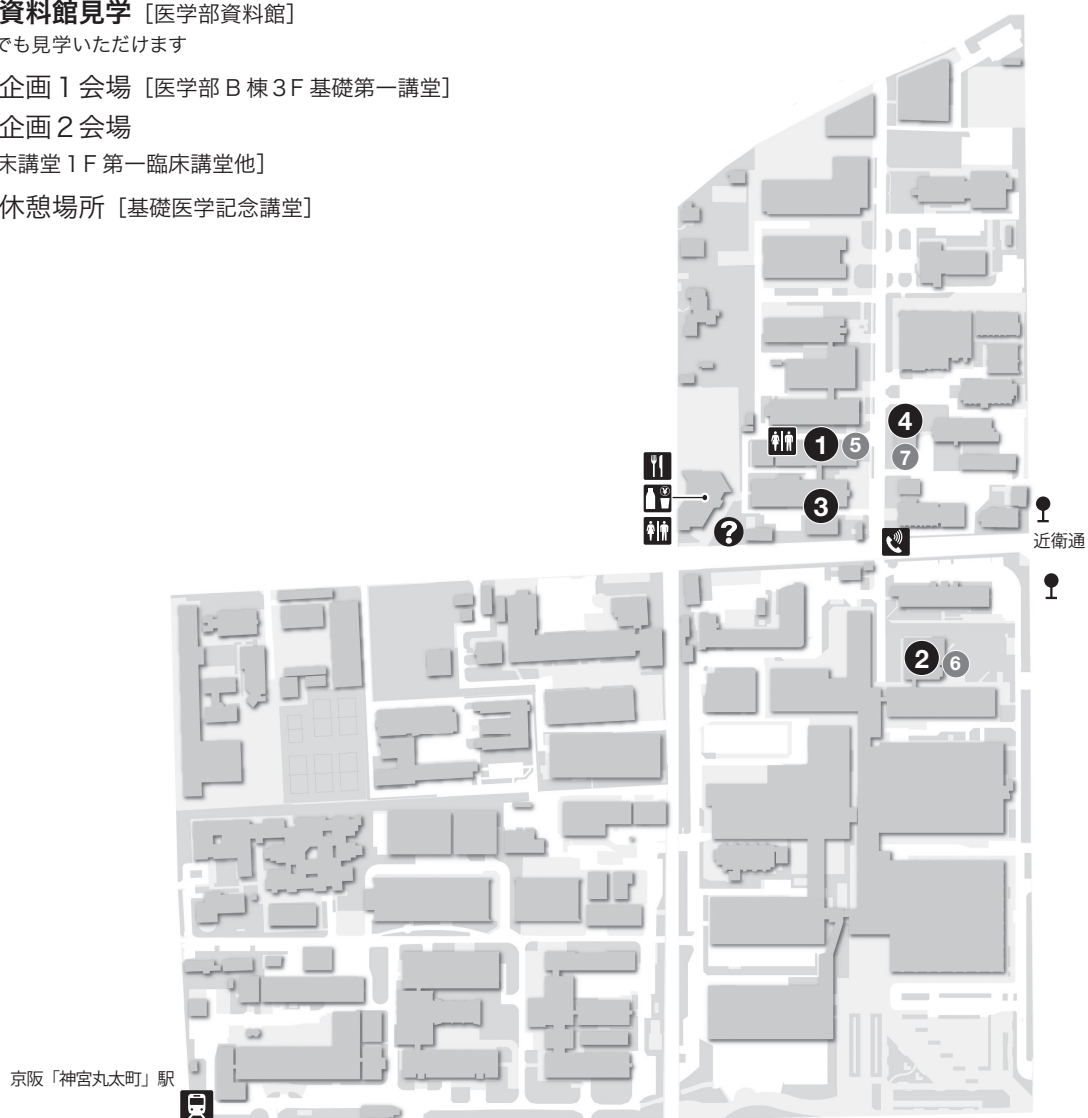 資料館見学［医学部資料館］
でも見学いただけます
企画1会場［医学部B棟3F基礎第一講堂］
企画2会場
床講堂1F第一臨床講堂他］
休憩場所［基礎医学記念講堂］
4
1 5
7
3
?
近衛通
2 6
京阪「神宮丸太町」駅